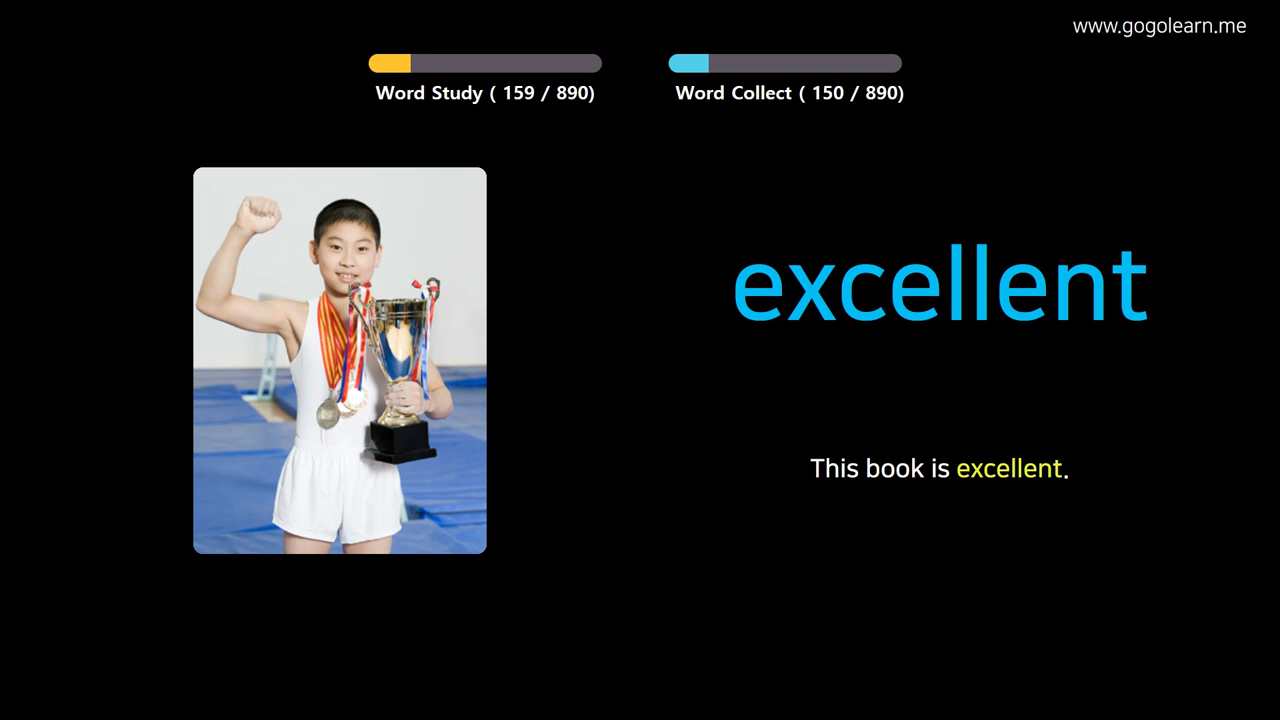 www.gogolearn.me
Word Study ( 159 / 890)
Word Collect ( 150 / 890)
excellent
This book is excellent.